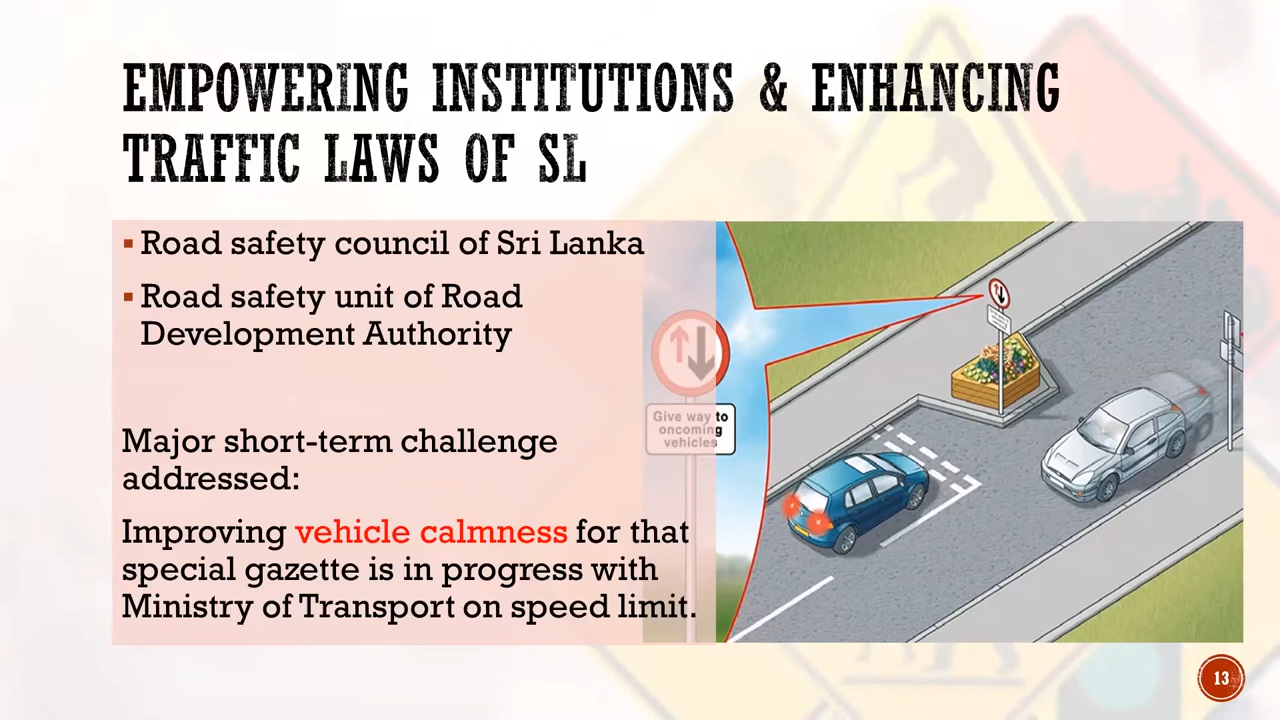 EMPOWERING INSTITUTIONS & ENHANCING
TRAFFIC LAWS OF SL
▪ Road safety council of Sri Lanka
▪ Road safety unit of Road
Development Authority
Give way to
oncoming
vehicles
Major short-term challenge
addressed:
Improving vehicle calmness for that
special gazette is in progress with
Ministry of Transport on speed limit.
13